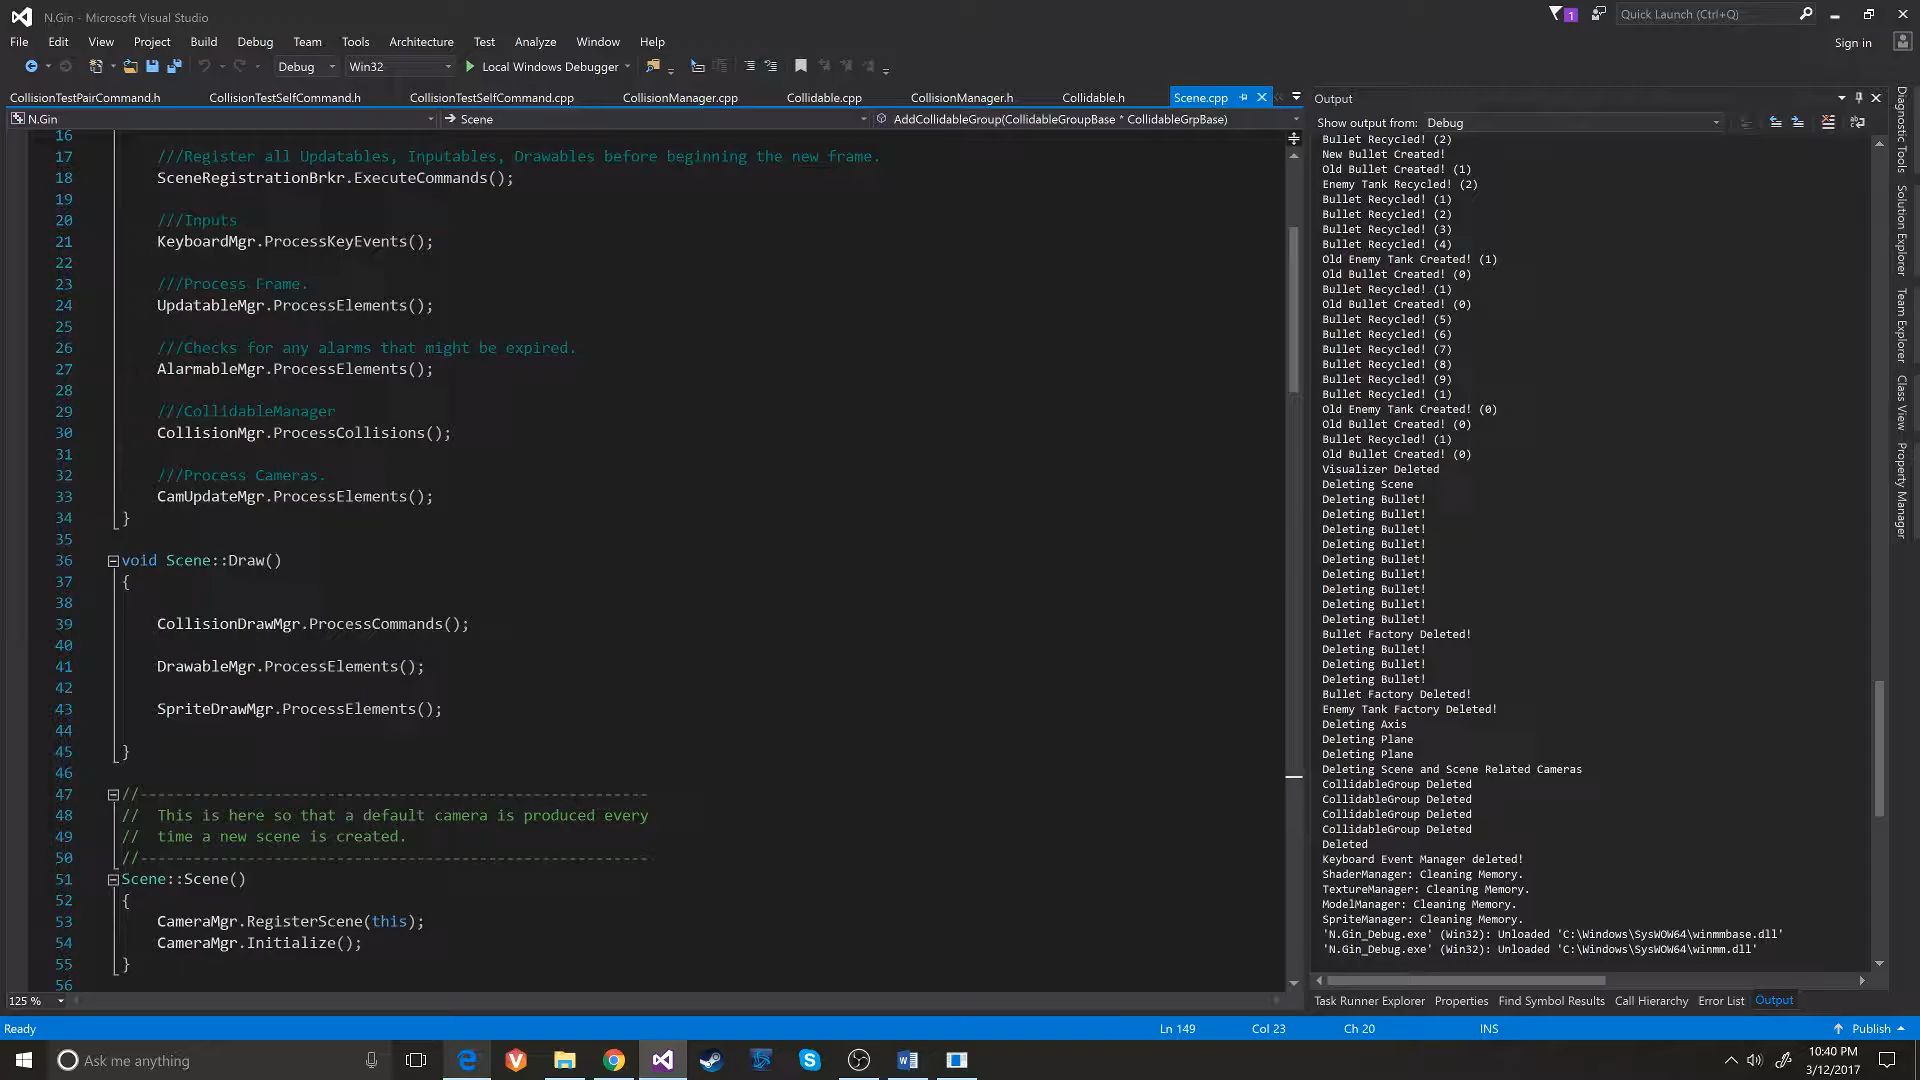 N.Gin - Microsoft Visual Studio
1
Quick Launch (Ctrl+Q)
File Edit View Project Build Debug Team Tools Architecture Test Analyze Window Help
Sign in
Debug Win32 Local Windows Debugger
CollisionTestPairCommand.h CollisionTestSelfCommand.h CollisionTestSelfCommand.cpp CollisionManager.cpp Collidable.cpp CollisionManager.h Collidable.h Scene.cpp
N.Gin Scene AddCollidableGroup(CollidableGroupBase * CollidableGrpBase)
16
17 ///Register all Updatables, Inputables, Drawables before beginning the new frame.
18 SceneRegistrationBrkr.ExecuteCommands();
19
20 ///Inputs
21 KeyboardMgr.ProcessKeyEvents();
22
23 ///Process Frame.
24 UpdatableMgr.ProcessElements();
25
26 ///Checks for any alarms that might be expired.
27 AlarmableMgr.ProcessElements();
28
29 ///CollidableManager
30 CollisionMgr.ProcessCollisions();
31
32 ///Process Cameras.
33 CamUpdateMgr.ProcessElements();
34 }
35
36 void Scene::Draw()
37 {
38
39 CollisionDrawMgr.ProcessCommands();
40
41 DrawableMgr.ProcessElements();
42
43 SpriteDrawMgr.ProcessElements();
44
45 }
46
47 //---------------------------------------------------------
48 // This is here so that a default camera is produced every
49 // time a new scene is created.
50 //---------------------------------------------------------
51 Scene::Scene()
52 {
53 CameraMgr.RegisterScene(this);
54 CameraMgr.Initialize();
55 }
56
125 %
Output
Show output from: Debug
Bullet Recycled! (2)
New Bullet Created!
Old Bullet Created! (1)
Enemy Tank Recycled! (2)
Bullet Recycled! (1)
Bullet Recycled! (2)
Bullet Recycled! (3)
Bullet Recycled! (4)
Old Enemy Tank Created! (1)
Old Bullet Created! (0)
Bullet Recycled! (1)
Old Bullet Created! (0)
Bullet Recycled! (5)
Bullet Recycled! (6)
Bullet Recycled! (7)
Bullet Recycled! (8)
Bullet Recycled! (9)
Bullet Recycled! (1)
Old Enemy Tank Created! (0)
Old Bullet Created! (0)
Bullet Recycled! (1)
Old Bullet Created! (0)
Visualizer Deleted
Deleting Scene
Deleting Bullet!
Deleting Bullet!
Deleting Bullet!
Deleting Bullet!
Deleting Bullet!
Deleting Bullet!
Deleting Bullet!
Deleting Bullet!
Deleting Bullet!
Bullet Factory Deleted!
Deleting Bullet!
Deleting Bullet!
Deleting Bullet!
Bullet Factory Deleted!
Enemy Tank Factory Deleted!
Deleting Axis
Deleting Plane
Deleting Plane
Deleting Scene and Scene Related Cameras
CollidableGroup Deleted
CollidableGroup Deleted
CollidableGroup Deleted
CollidableGroup Deleted
Deleted
Keyboard Event Manager deleted!
ShaderManager: Cleaning Memory.
TextureManager: Cleaning Memory.
ModelManager: Cleaning Memory.
SpriteManager: Cleaning Memory.
'N.Gin_Debug.exe' (Win32): Unloaded 'C:\Windows\SysWOW64\winmmbase.dll'
'N.Gin_Debug.exe' (Win32): Unloaded 'C:\Windows\SysWOW64\winmm.dll'
Task Runner Explorer Properties Find Symbol Results Call Hierarchy Error List Output
Diagnostic Tools
Solution Explorer
Team Explorer
Class View
Property Manager
Ready Ln 149 Col 23 Ch 20 INS Publish
Ask me anything
10:40 PM
3/12/2017